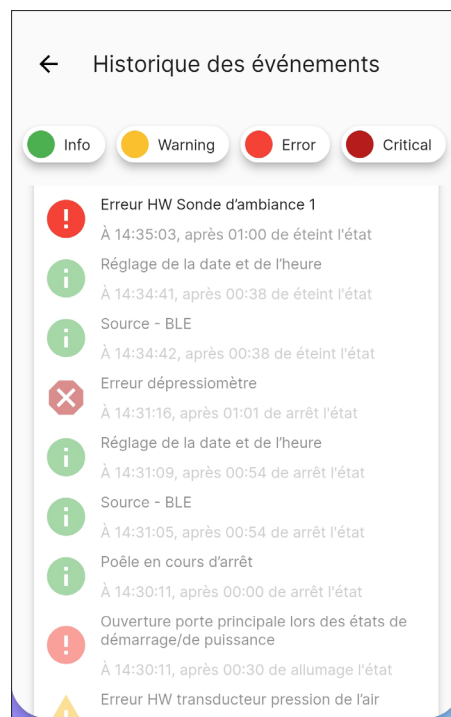 Historique des événements
Info
Warning
Error
Critical
Erreur HW Sonde d’ambiance 1
À 14:35:03, après 01:00 de éteint l'état
Réglage de la date et de l’heure
À 14:34:41, après 00:38 de éteint l'état
Source - BLE
À 14:34:42, après 00:38 de éteint l'état
Erreur dépressiomètre
À 14:31:16, après 01:01 de arrêt l'état
Réglage de la date et de l’heure
À 14:31:09, après 00:54 de arrêt l'état
Source - BLE
À 14:31:05, après 00:54 de arrêt l'état
Poêle en cours d’arrêt
À 14:30:11, après 00:00 de arrêt l'état
Ouverture porte principale lors des états de
démarrage/de puissance
À 14:30:11, après 00:30 de allumage l'état
Erreur HW transducteur pression de l’air